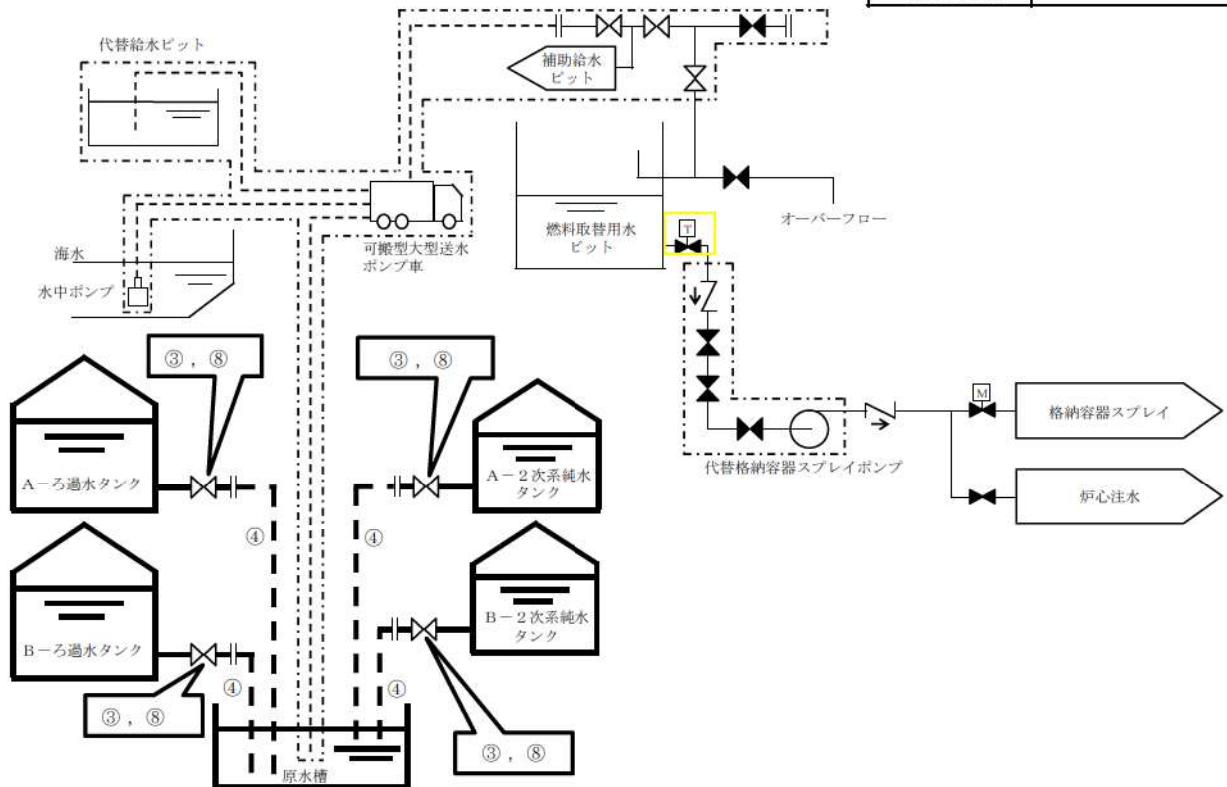 代替給水ピット
補助給水
ピット
オーバーフロー
燃料取替用水
ピット
T
可搬型大型送水
ポンプ車
海水
水中ポンプ
③，⑧
③，⑧
M
格納容器スプレイ
A－ろ過水タンク
A－2次系純水
タンク
代替格納容器スプレイポンプ
炉心注水
④
④
B－ろ過水タンク
B－2次系純水
タンク
④
④
③，⑧
③，⑧
原水槽